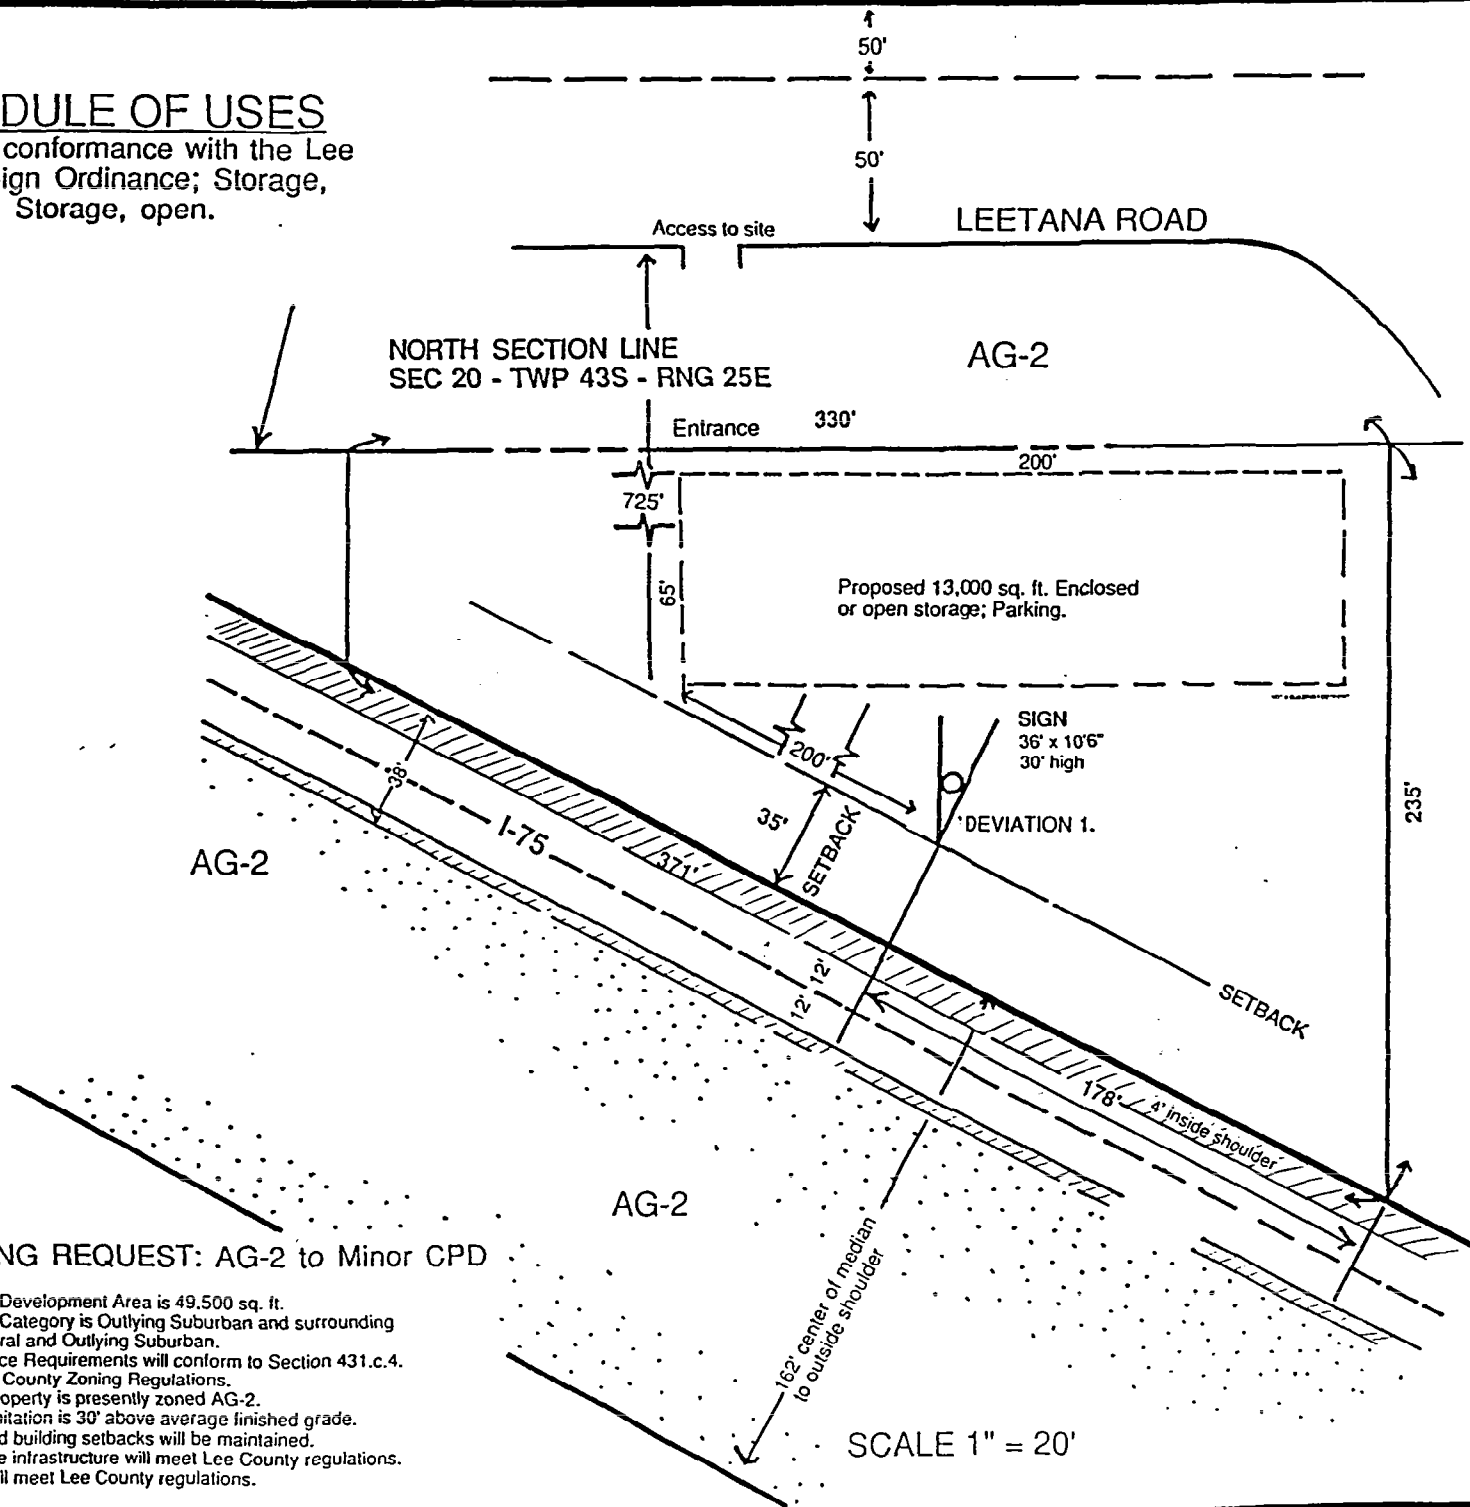 50'
DULE OF USES
conformance with the Lee
ign Ordinance; Storage,
Storage, open.
50'
LEETANA ROAD
Access to site
NORTH SECTION LINE
SEC 20 - TWP 43S - RNG 25E
AG-2
Entrance
330'
200'
725'
65'
Proposed 13,000 sq. ft. Enclosed
or open storage; Parking.
SIGN
36' x 10'6"
30' high
200'
38'
235'
35'
SETBACK
DEVIATION 1.
I-75
371'
AG-2
12' 12'
SETBACK
178'
4' inside shoulder
AG-2
162' center of median
to outside shoulder
NG REQUEST: AG-2 to Minor CPD
Development Area is 49,500 sq. ft.
Category is Outlying Suburban and surrounding
ral and Outlying Suburban.
ce Requirements will conform to Section 431.c.4.
County Zoning Regulations.
operty is presently zoned AG-2.
itation is 30' above average finished grade.
d building setbacks will be maintained.
e infrastructure will meet Lee County regulations.
ll meet Lee County regulations.
SCALE 1" = 20'